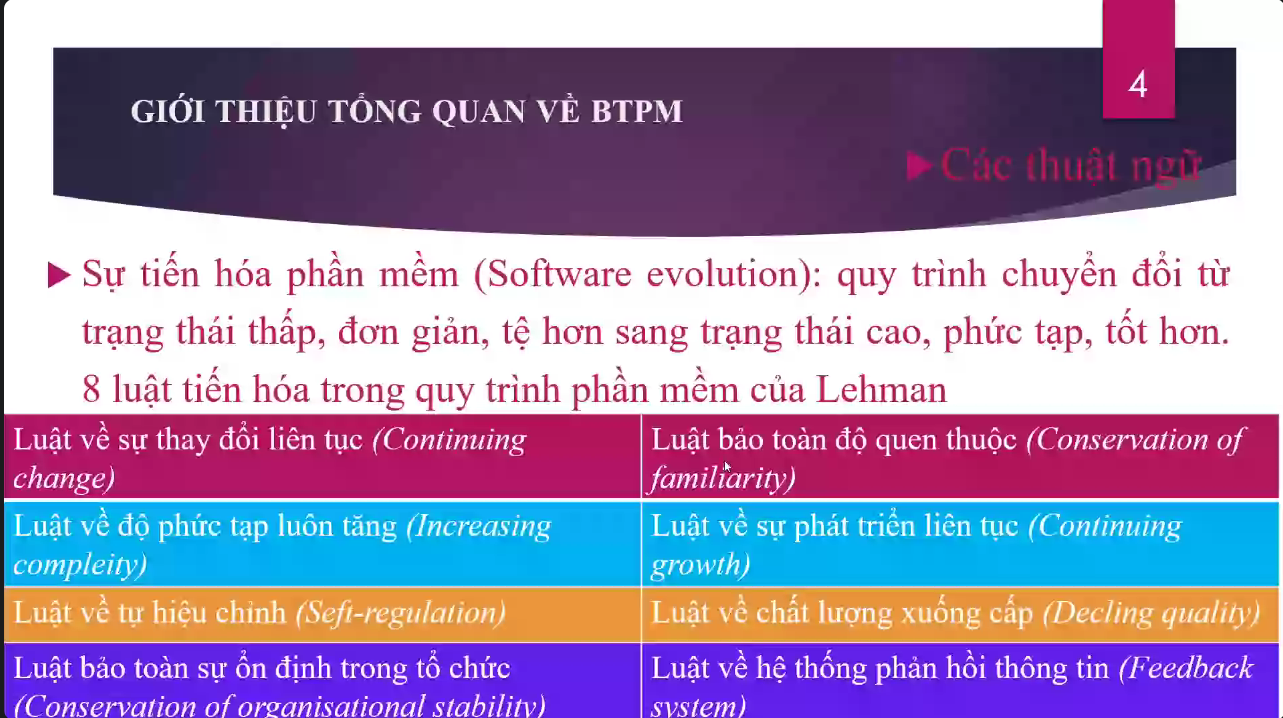 4
GIỚI THIỆU TỔNG QUAN VỀ BTPM
Các thuật ngữ
Sự tiến hóa phần mềm (Software evolution): quy trình chuyển đổi từ
trạng thái thấp, đơn giản, tệ hơn sang trạng thái cao, phức tạp, tốt hơn.
8 luật tiến hóa trong quy trình phần mềm của Lehman
Luật về sự thay đổi liên tục (Continuing
change)
Luật bảo toàn độ quen thuộc (Conservation of
familiarity)
Luật về độ phức tạp luôn tăng (Increasing
compleity)
Luật về sự phát triển liên tục (Continuing
growth)
Luật về tự hiệu chỉnh (Seft-regulation)
Luật về chất lượng xuống cấp (Decling quality)
Luật bảo toàn sự ổn định trong tổ chức
(Conservation of organisational stability)
Luật về hệ thống phản hồi thông tin (Feedback
system)